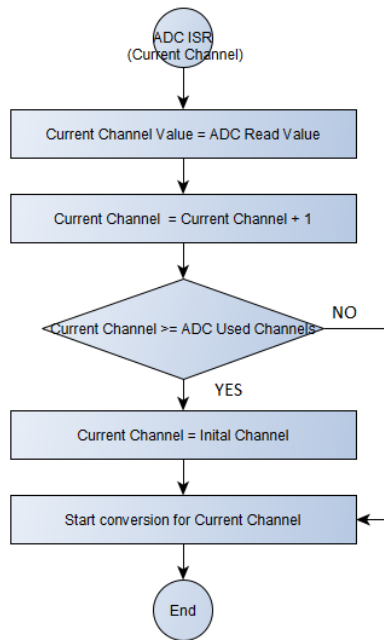 ADC ISR
(Current Channel)
Current Channel Value = ADC Read Value
Current Channel = Current Channel + 1
Current Channel >= ADC Used Channels
NO
YES
Current Channel = Inital Channel
Start conversion for Current Channel
End